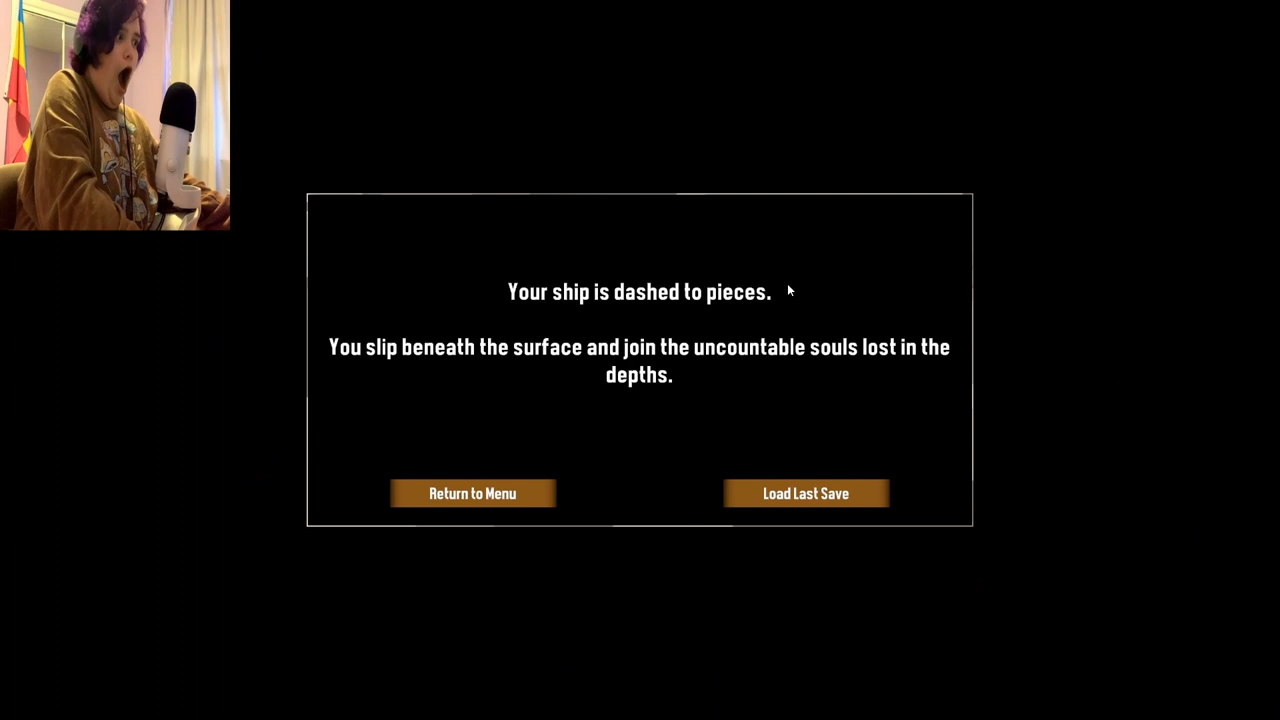 Your ship is dashed to pieces.
You slip beneath the surface and join the uncountable souls lost in the
depths.
Return to Menu
Load Last Save